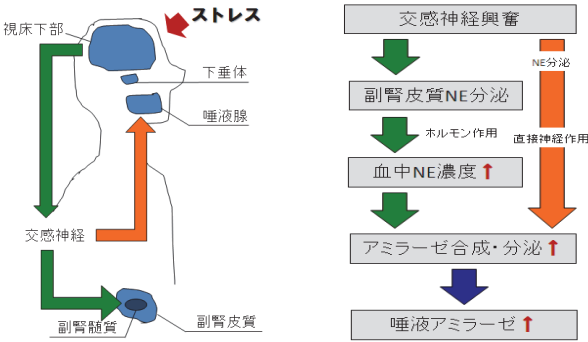 ストレス
視床下部
下垂体
唾液腺
交感神経
副腎髄質
副腎皮質
交感神経興奮
NE分泌
副腎皮質NE分泌
ホルモン作用
直接神経作用
血中NE濃度↑
アミラーゼ合成・分泌↑
唾液アミラーゼ↑